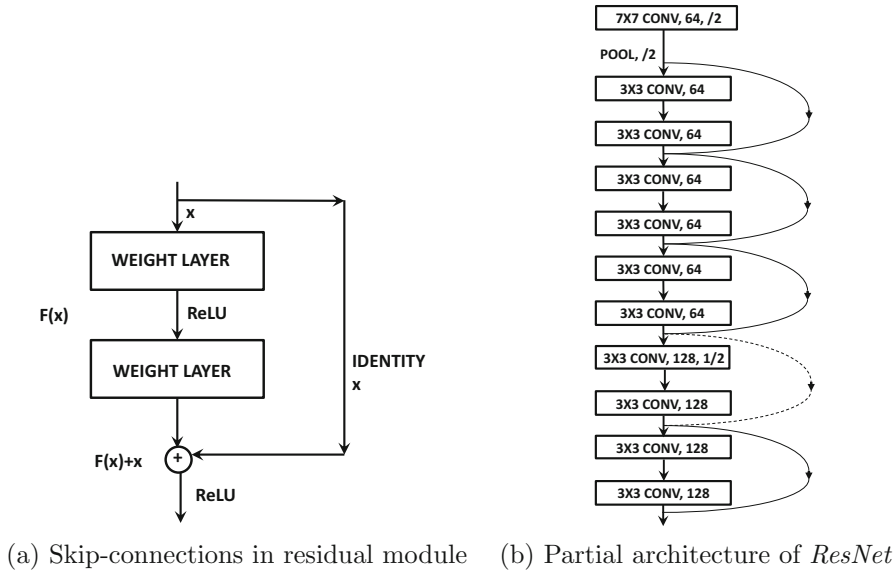 x
WEIGHT LAYER
F(x)
ReLU
WEIGHT LAYER
IDENTITY
x
F(x)+x
+
ReLU
(a) Skip-connections in residual module
7X7 CONV, 64, /2
POOL, /2
3X3 CONV, 64
3X3 CONV, 64
3X3 CONV, 64
3X3 CONV, 64
3X3 CONV, 64
3X3 CONV, 64
3X3 CONV, 128, 1/2
3X3 CONV, 128
3X3 CONV, 128
3X3 CONV, 128
(b) Partial architecture of ResNet